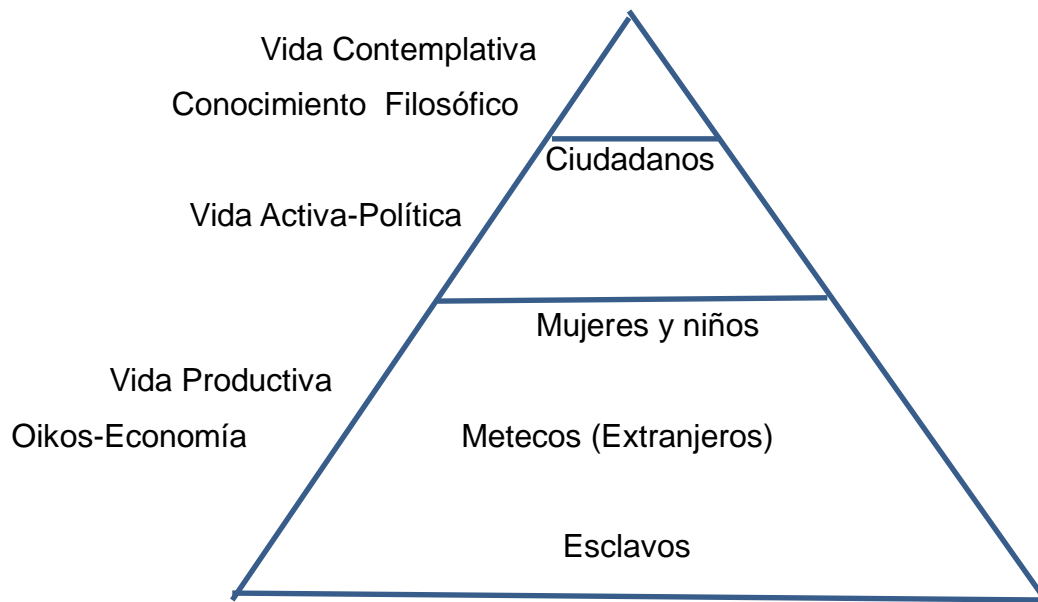 Vida Contemplativa
Conocimiento Filosófico
Ciudadanos
Vida Activa-Política
Mujeres y niños
Vida Productiva
Oikos-Economía
Metecos (Extranjeros)
Esclavos